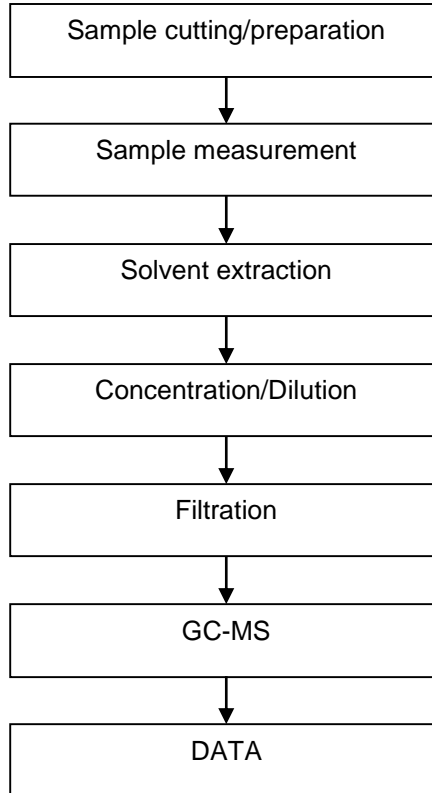 Sample cutting/preparation
Sample measurement
Solvent extraction
Concentration/Dilution
Filtration
GC-MS
DATA